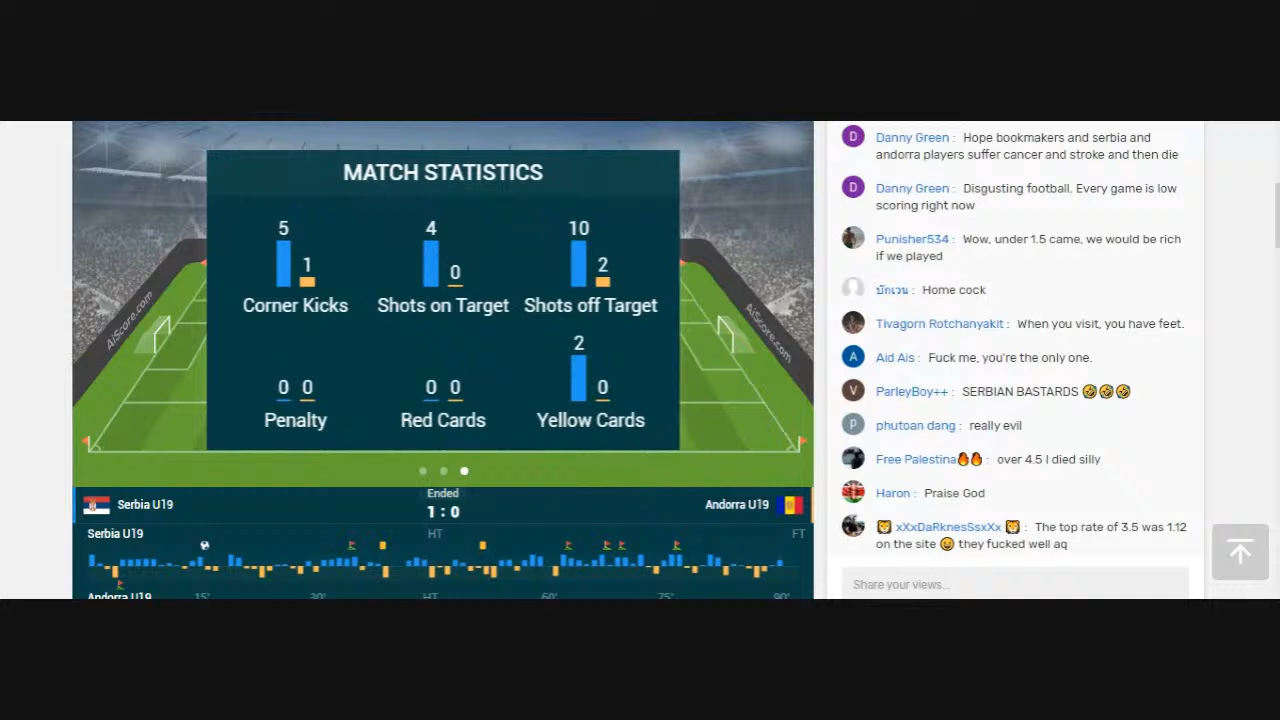 MATCH STATISTICS
5
1
Corner Kicks
4
0
Shots on Target
10
2
Shots off Target
0 0
Penalty
0 0
Red Cards
2
0
Yellow Cards
AiScore.com
AiScore.com
Ended
Serbia U19
1 : 0
Andorra U19
Serbia U19
HT
FT
Andorra U19
15'
30'
HT
60'
75'
90'
D
Danny Green : Hope bookmakers and serbia and
andorra players suffer cancer and stroke and then die
D
Danny Green : Disgusting football. Every game is low
scoring right now
Punisher534 : Wow, under 1.5 came, we would be rich
if we played
บักเวน : Home cock
Tivagorn Rotchanyakit : When you visit, you have feet.
A
Aid Ais : Fuck me, you're the only one.
V
ParleyBoy++ : SERBIAN BASTARDS 🤣🤣🤣
p
phutoan dang : really evil
Free Palestina🔥🔥 : over 4.5 I died silly
Haron : Praise God
🦁 xXxDaRknesSsxXx 🦁 : The top rate of 3.5 was 1.12
on the site 😄 they fucked well aq
Share your views...